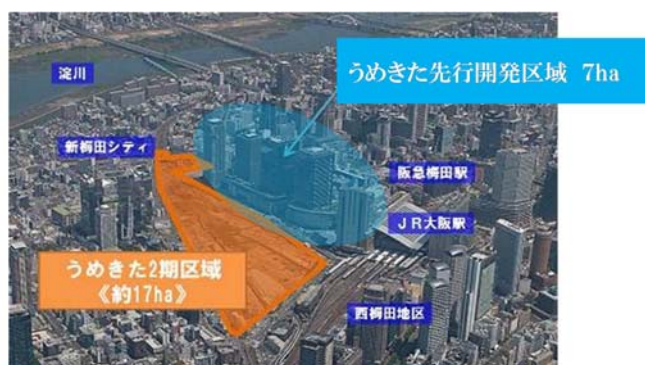 うめきた先行開発区域 7ha
淀川
新梅田シティ
阪急梅田駅
JR大阪駅
うめきた2期区域
《約17ha》
西梅田地区